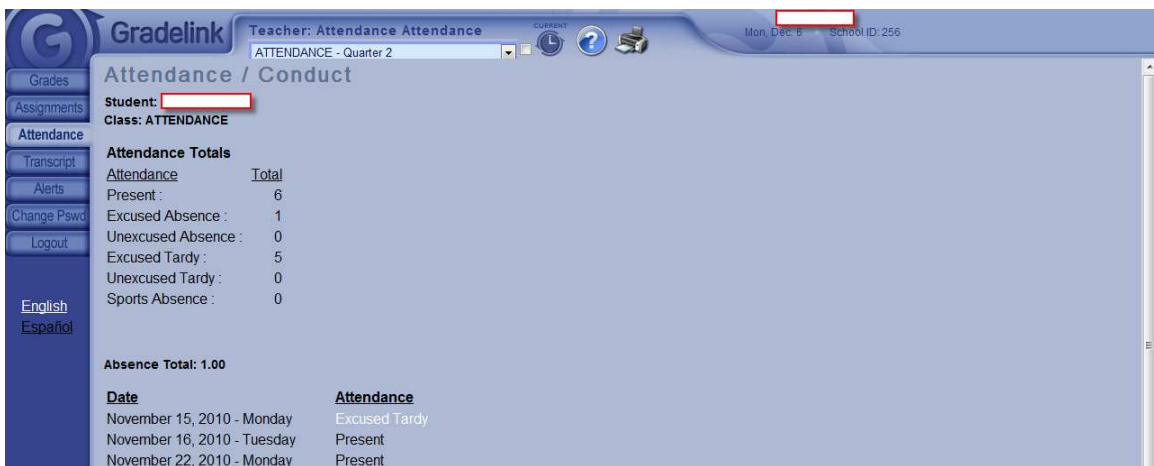 Gradelink
Teacher: Attendance Attendance
CURRENT
Mon, Dec. 6 School ID: 256
ATTENDANCE - Quarter 2
Grades
Assignments
Attendance
Transcript
Alerts
Change Pswd
Logout
English
Español
Attendance / Conduct
Student:
Class: ATTENDANCE
Attendance Totals
Attendance Total
Present : 6
Excused Absence : 1
Unexcused Absence : 0
Excused Tardy : 5
Unexcused Tardy : 0
Sports Absence : 0
Absence Total: 1.00
Date Attendance
November 15, 2010 - Monday Excused Tardy
November 16, 2010 - Tuesday Present
November 22, 2010 - Monday Present